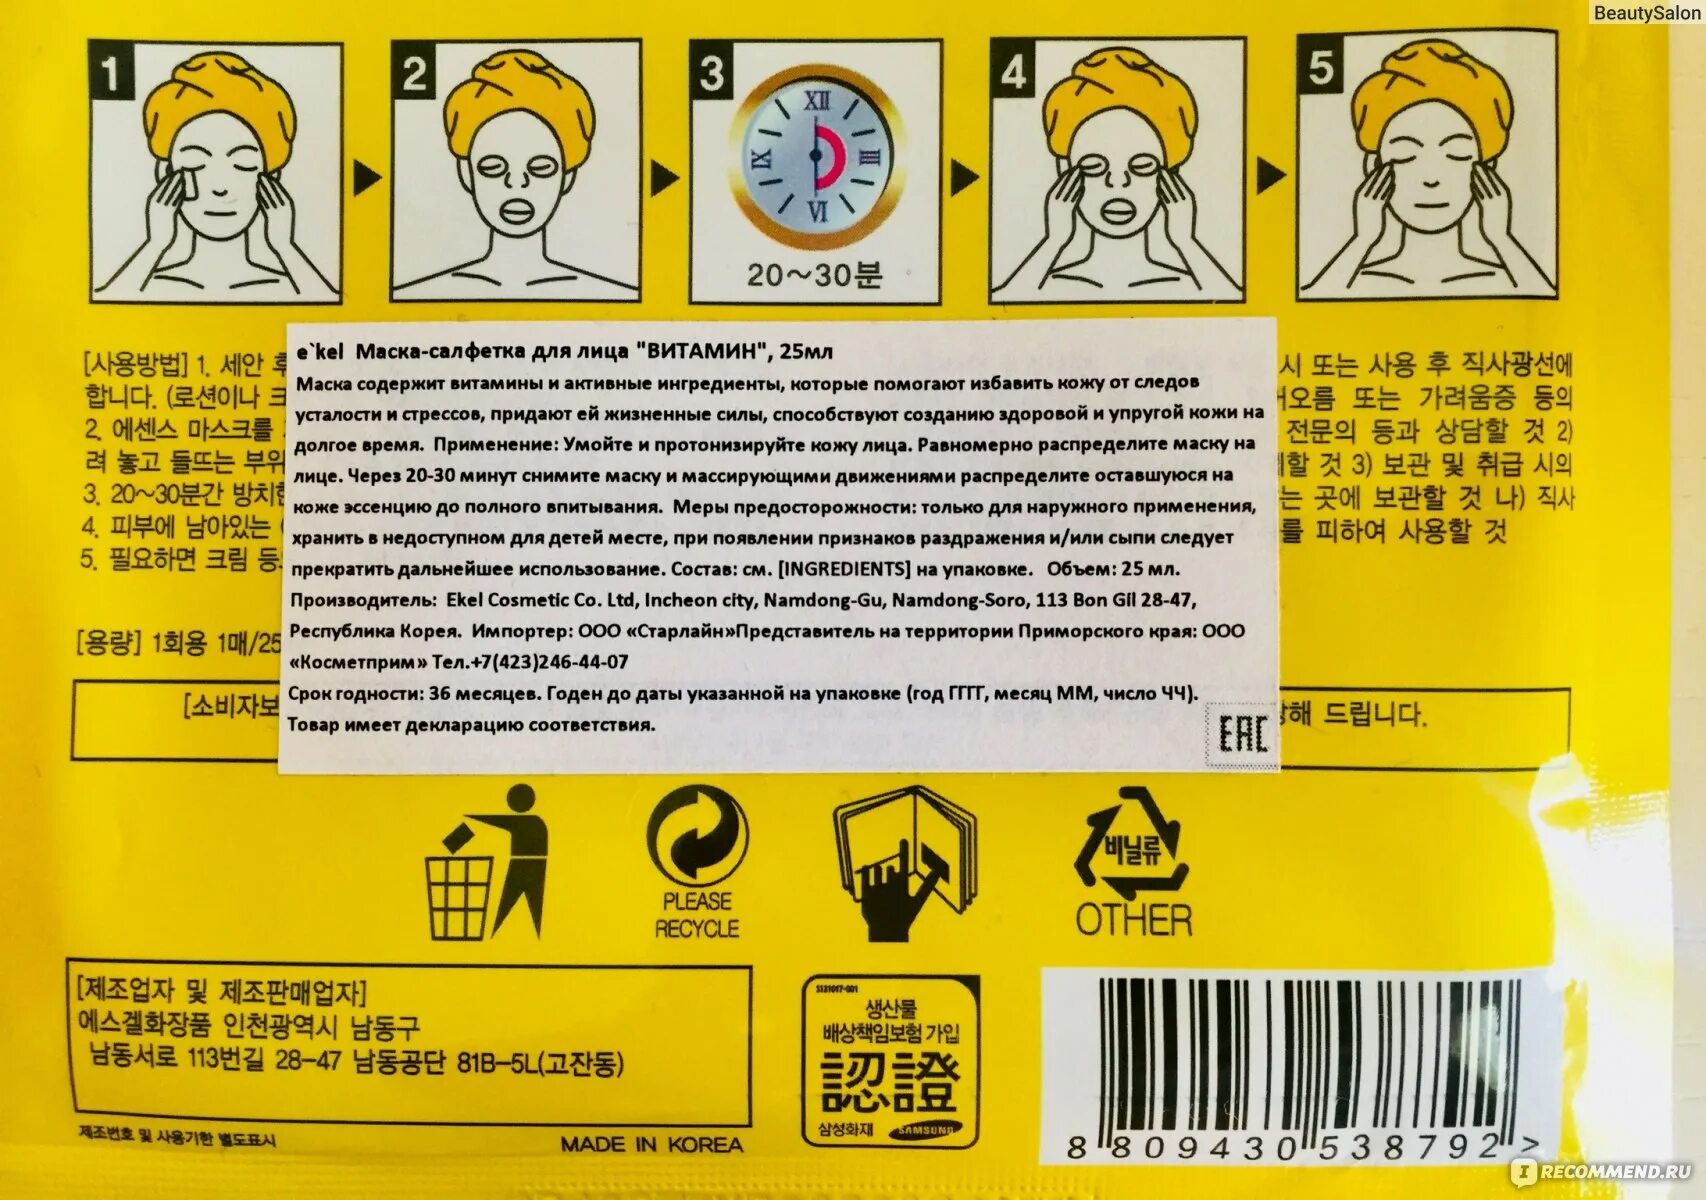 BeautySalon
1
2
3
4
5
XII
III
VI
IX
20~30분
[사용방법] 1. 세안 후
합니다. (로션이나 크
2. 에센스 마스크를
려 놓고 들뜨는 부위
3. 20~30분간 방치한
4. 피부에 남아있는
5. 필요하면 크림 등
[용량] 1회용 1매/25
[소비자보
e`kel Маска-салфетка для лица "ВИТАМИН", 25мл
Маска содержит витамины и активные ингредиенты, которые помогают избавить кожу от следов
усталости и стрессов, придают ей жизненные силы, способствуют созданию здоровой и упругой кожи на
долгое время. Применение: Умойте и протонизируйте кожу лица. Равномерно распределите маску на
лице. Через 20-30 минут снимите маску и массирующими движениями распределите оставшуюся на
коже эссенцию до полного впитывания. Меры предосторожности: только для наружного применения,
хранить в недоступном для детей месте, при появлении признаков раздражения и/или сыпи следует
прекратить дальнейшее использование. Состав: см. [INGREDIENTS] на упаковке. Объем: 25 мл.
Производитель: Ekel Cosmetic Co. Ltd, Incheon city, Namdong-Gu, Namdong-Soro, 113 Bon Gil 28-47,
Республика Корея. Импортер: ООО «Старлайн»Представитель на территории Приморского края: ООО
«Косметприм» Тел.+7(423)246-44-07
Срок годности: 36 месяцев. Годен до даты указанной на упаковке (год ГГГГ, месяц ММ, число ЧЧ).
Товар имеет декларацию соответствия.
EAC
시 또는 사용 후 직사광선에
어오름 또는 가려움증 등의
전문의 등과 상담할 것 2)
할 것 3) 보관 및 취급 시의
는 곳에 보관할 것 나) 직사
를 피하여 사용할 것
해 드립니다.
PLEASE
RECYCLE
비닐류
OTHER
[제조업자 및 제조판매업자]
에스겔화장품 인천광역시 남동구
남동서로 113번길 28-47 남동공단 81B-5L(고잔동)
제조번호 및 사용기한 별도표시
MADE IN KOREA
S131017-001
생산물
배상책임보험 가입
認證
삼성화재 SAMSUNG
8 809430 538792 >
IRECOMMEND.RU